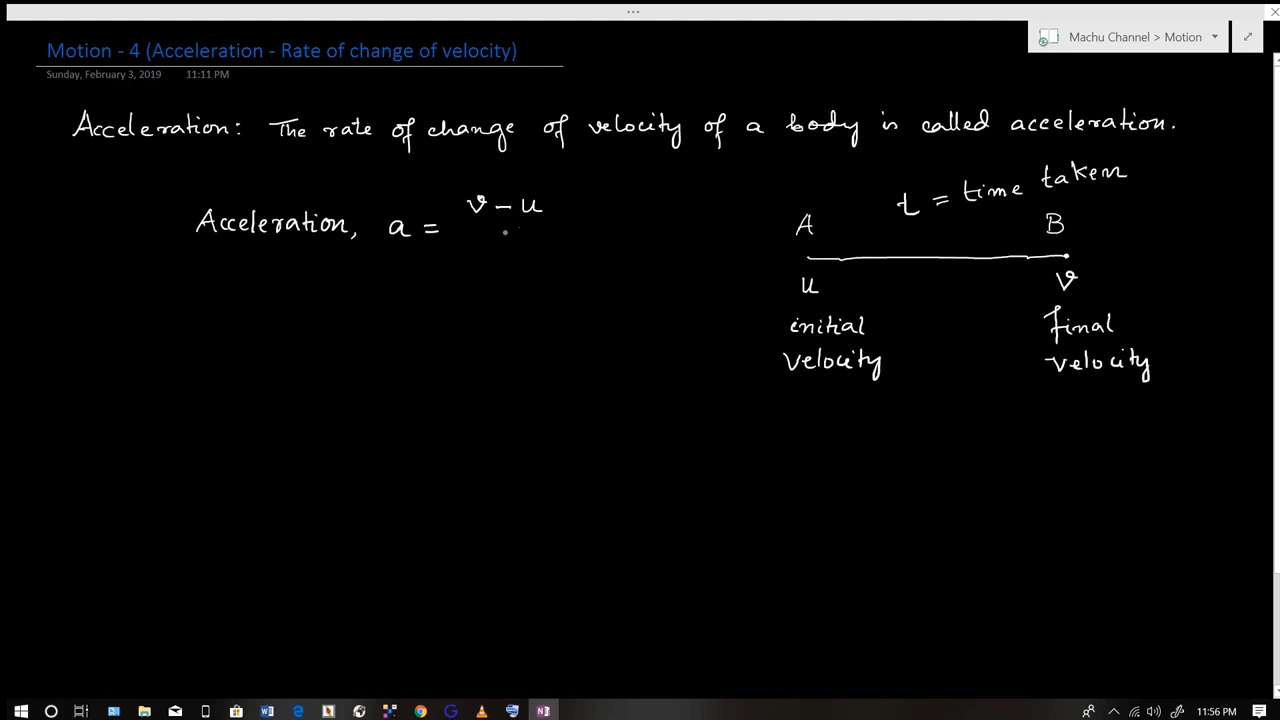 Machu Channel > Motion
Motion - 4 (Acceleration - Rate of change of velocity)
Sunday, February 3, 2019 11:11 PM
Acceleration: The rate of change of velocity of a body is called acceleration.
t = time taken
Acceleration, a = v - u
A B
u v
initial final
velocity velocity
11:56 PM